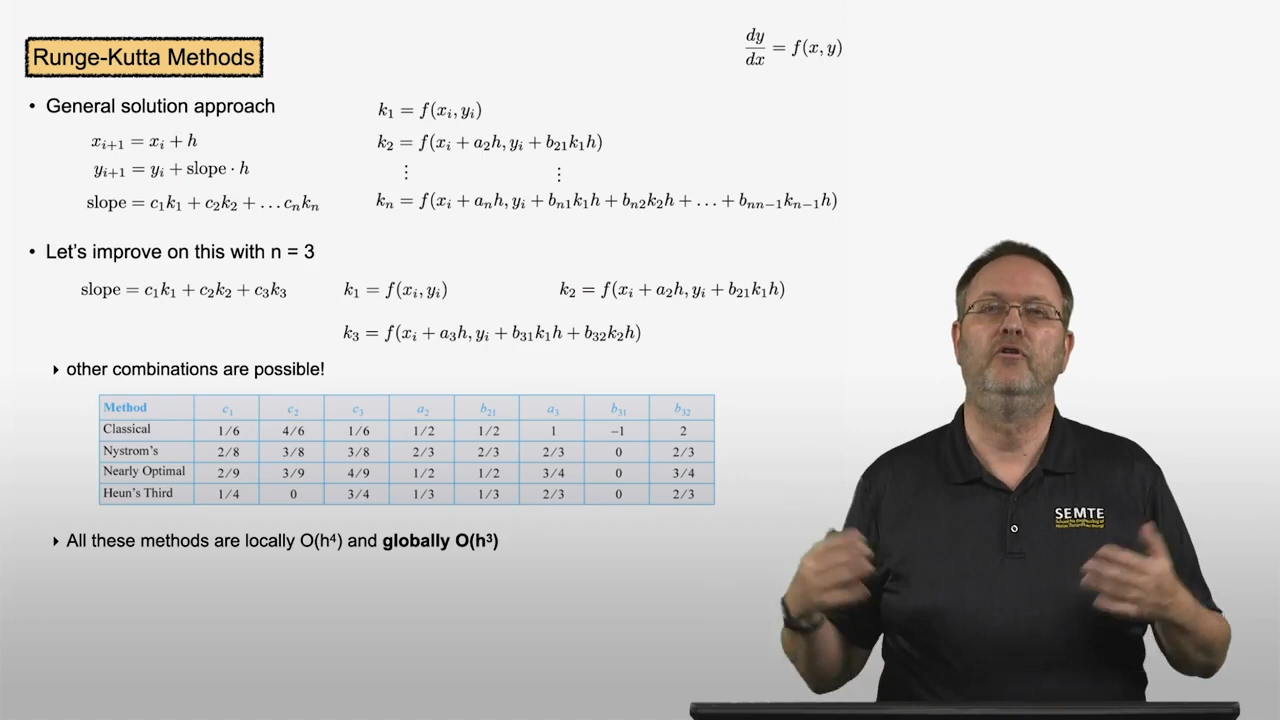 Runge-Kutta Methods
dy/dx = f(x, y)
• General solution approach
k₁ = f(xᵢ, yᵢ)
xᵢ₊₁ = xᵢ + h
k₂ = f(xᵢ + a₂h, yᵢ + b₂₁k₁h)
yᵢ₊₁ = yᵢ + slope · h
⋮ ⋮
slope = c₁k₁ + c₂k₂ + … cₙkₙ
kₙ = f(xᵢ + aₙh, yᵢ + bₙ₁k₁h + bₙ₂k₂h + … + bₙₙ₋₁kₙ₋₁h)
• Let's improve on this with n = 3
slope = c₁k₁ + c₂k₂ + c₃k₃
k₁ = f(xᵢ, yᵢ)
k₂ = f(xᵢ + a₂h, yᵢ + b₂₁k₁h)
k₃ = f(xᵢ + a₃h, yᵢ + b₃₁k₁h + b₃₂k₂h)
‣ other combinations are possible!
Method c₁ c₂ c₃ a₂ b₂₁ a₃ b₃₁ b₃₂
Classical 1/6 4/6 1/6 1/2 1/2 1 −1 2
Nystrom's 2/8 3/8 3/8 2/3 2/3 2/3 0 2/3
Nearly Optimal 2/9 3/9 4/9 1/2 1/2 3/4 0 3/4
Heun's Third 1/4 0 3/4 1/3 1/3 2/3 0 2/3
‣ All these methods are locally O(h⁴) and globally O(h³)
SEMTE